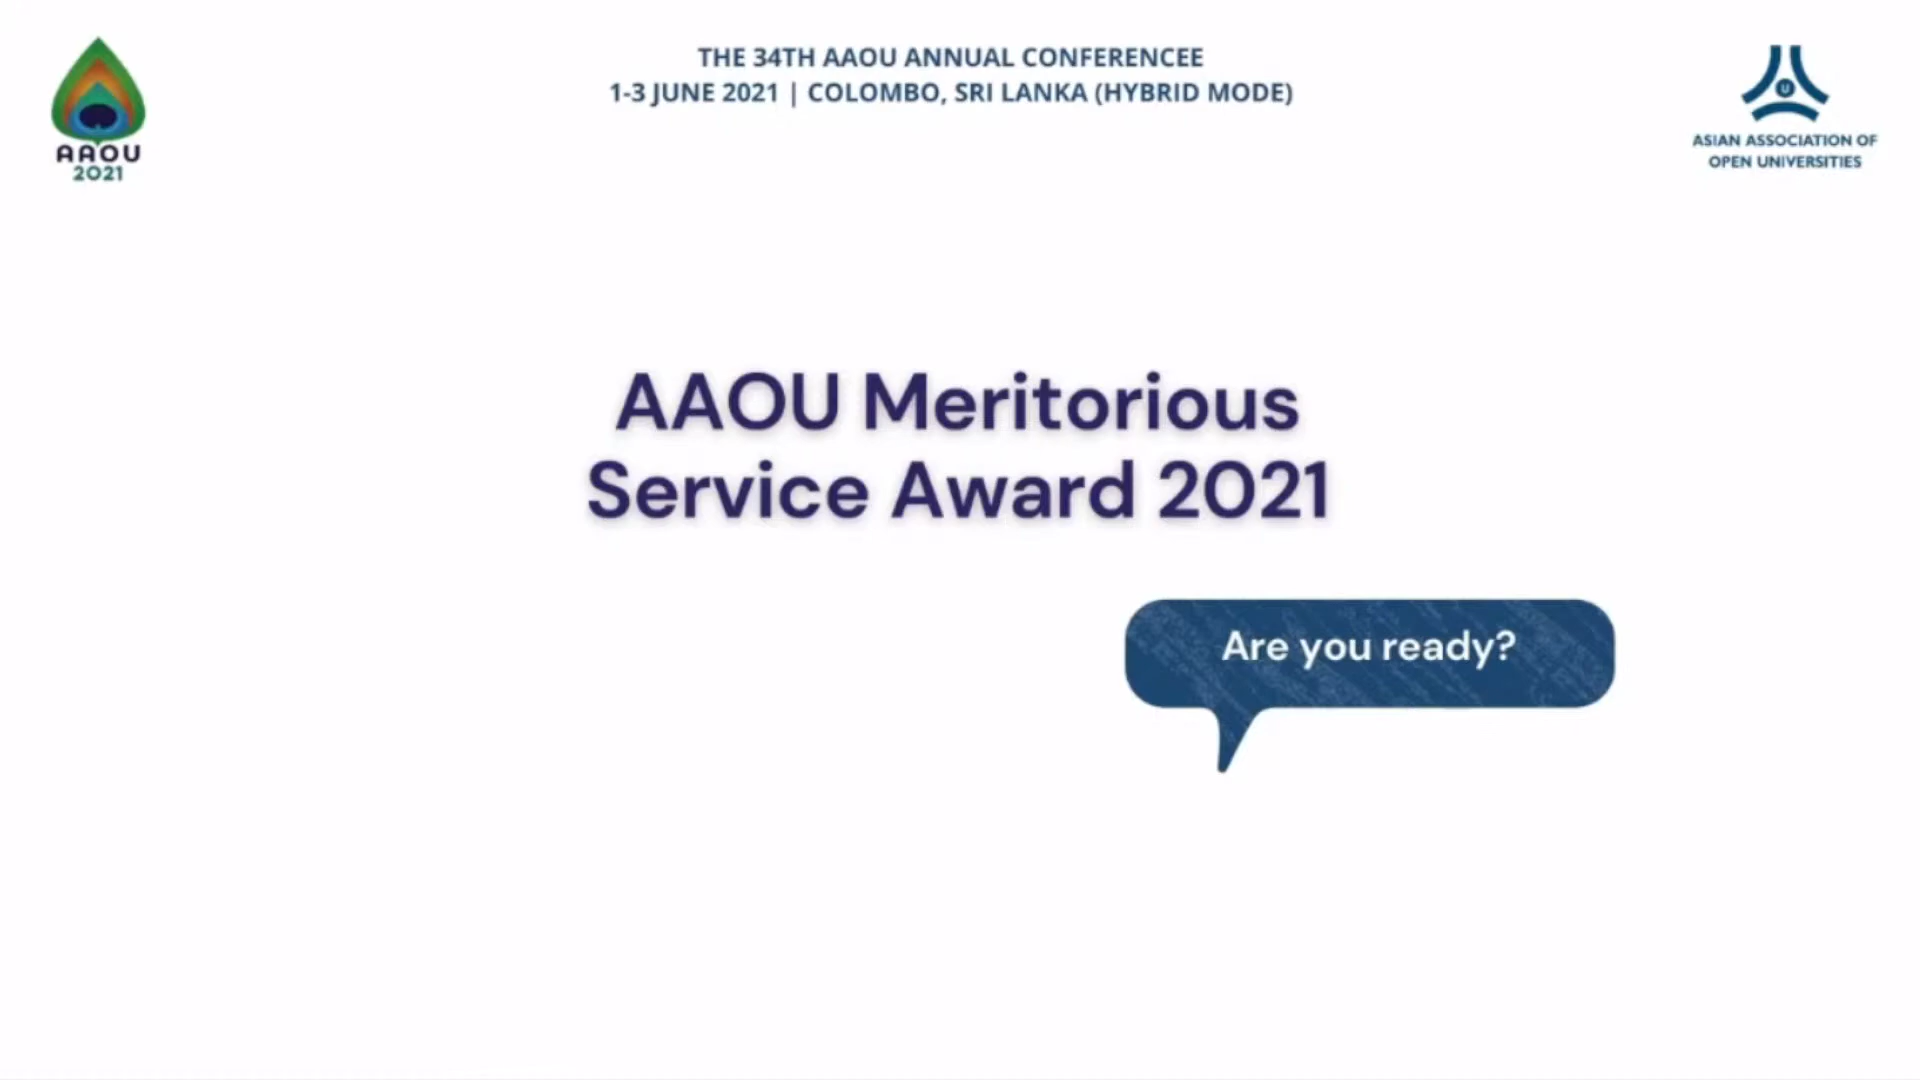 THE 34TH AAOU ANNUAL CONFERENCEE
1-3 JUNE 2021 | COLOMBO, SRI LANKA (HYBRID MODE)
AAOU
2021
U
ASIAN ASSOCIATION OF
OPEN UNIVERSITIES
AAOU Meritorious
Service Award 2021
Are you ready?